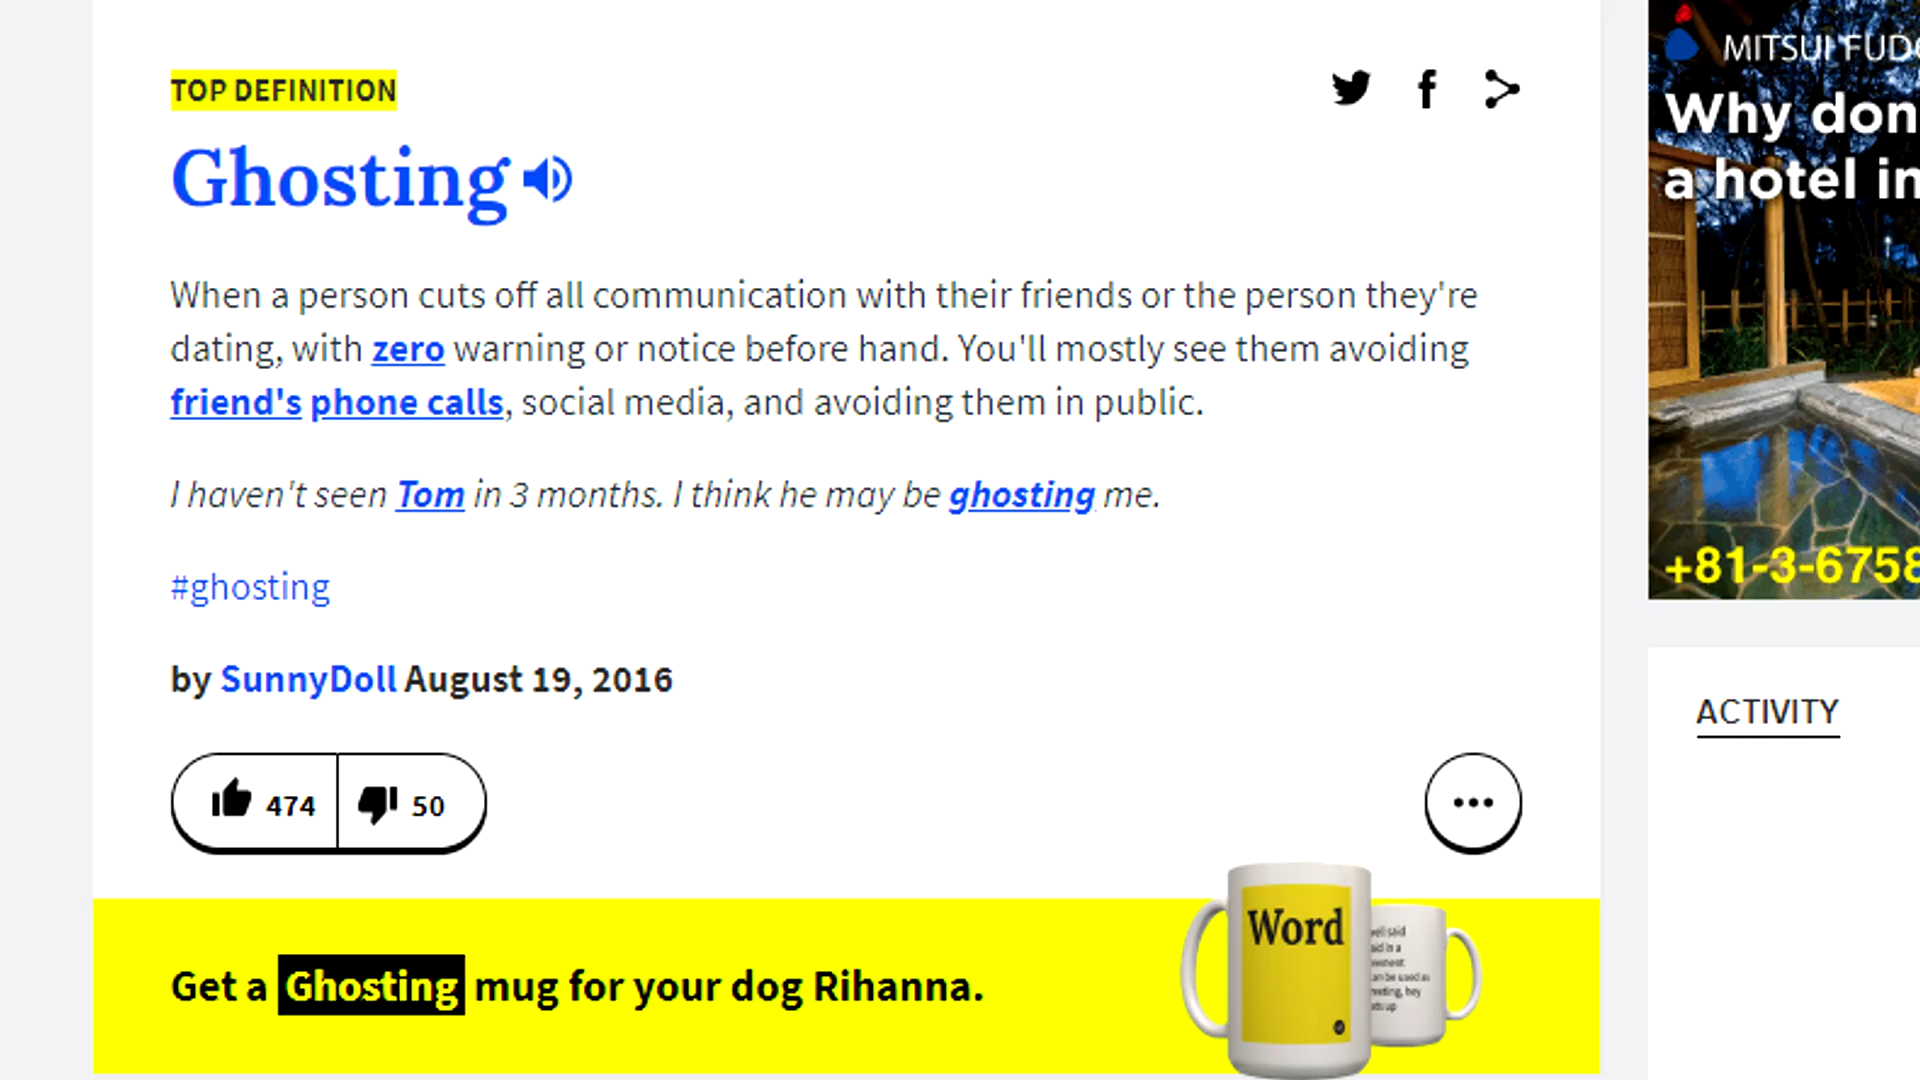 TOP DEFINITION
Ghosting
When a person cuts off all communication with their friends or the person they're
dating, with zero warning or notice before hand. You'll mostly see them avoiding
friend's phone calls, social media, and avoiding them in public.
I haven't seen Tom in 3 months. I think he may be ghosting me.
#ghosting
by SunnyDoll August 19, 2016
474 50
Get a Ghosting mug for your dog Rihanna.
Word
MITSUI FUDO
Why don
a hotel in
+81-3-6758
ACTIVITY